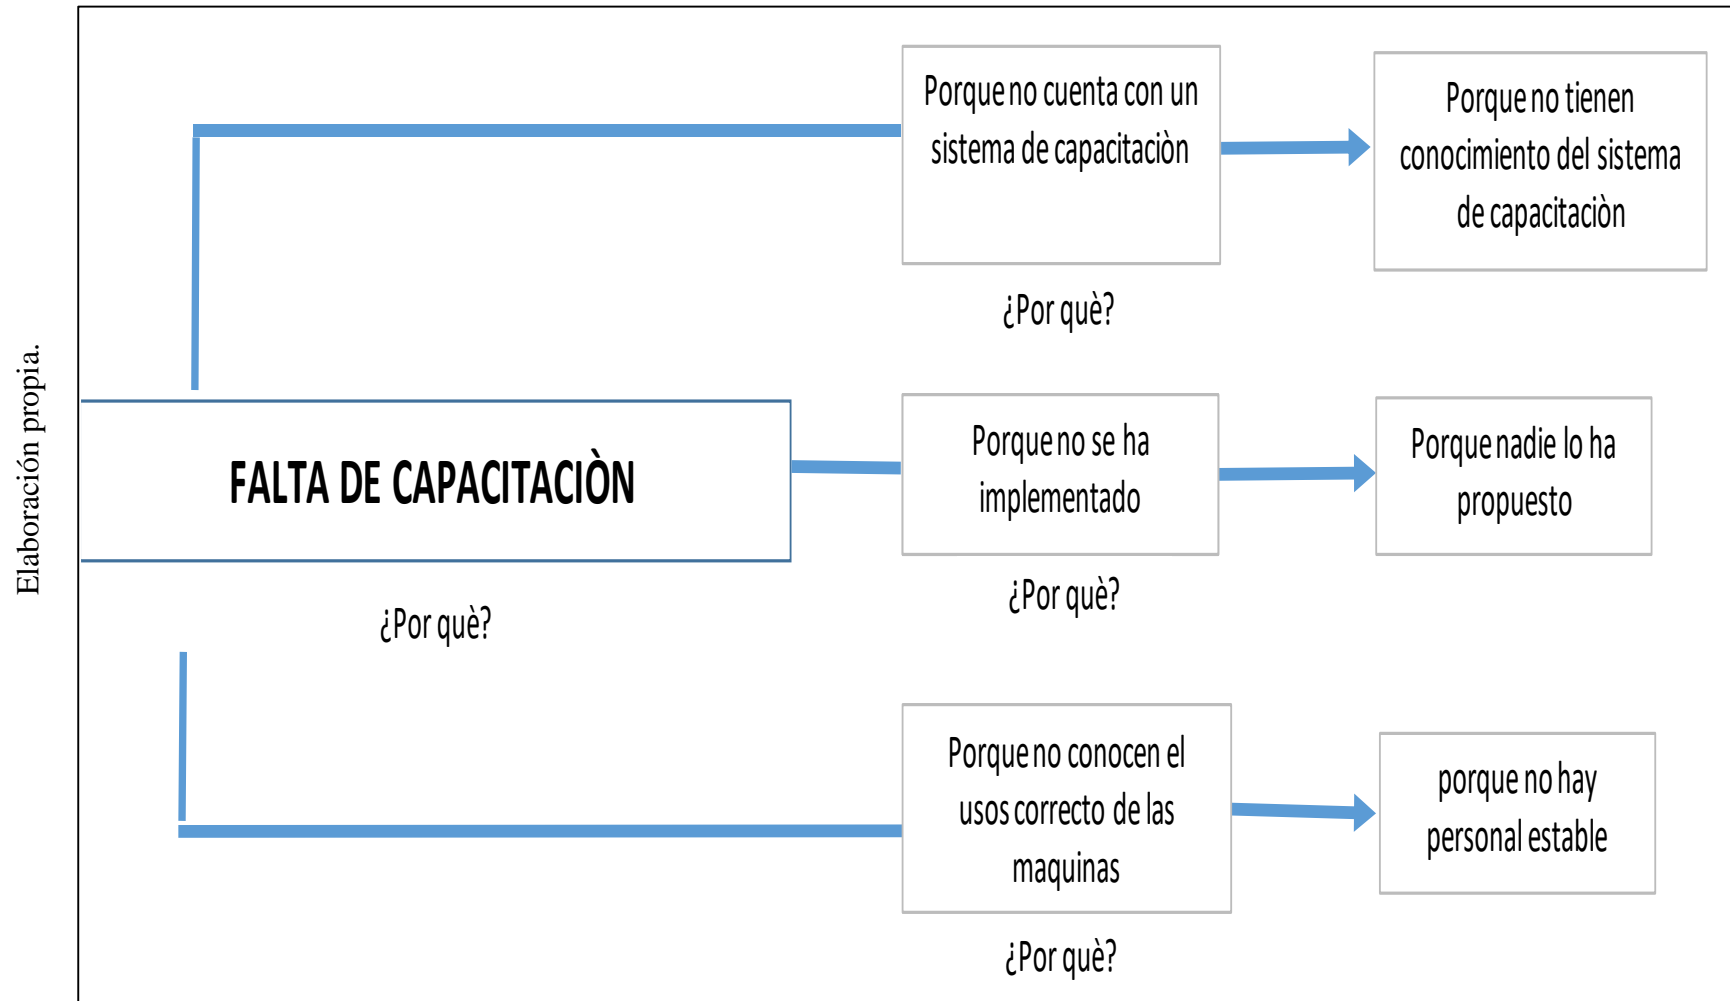 Porque no cuenta con un
sistema de capacitaciòn
¿Por què?
Porque no tienen
conocimiento del sistema
de capacitaciòn
Elaboración propia.
FALTA DE CAPACITACIÒN
¿Por què?
Porque no se ha
implementado
¿Por què?
Porque nadie lo ha
propuesto
Porque no conocen el
usos correcto de las
maquinas
¿Por què?
porque no hay
personal estable